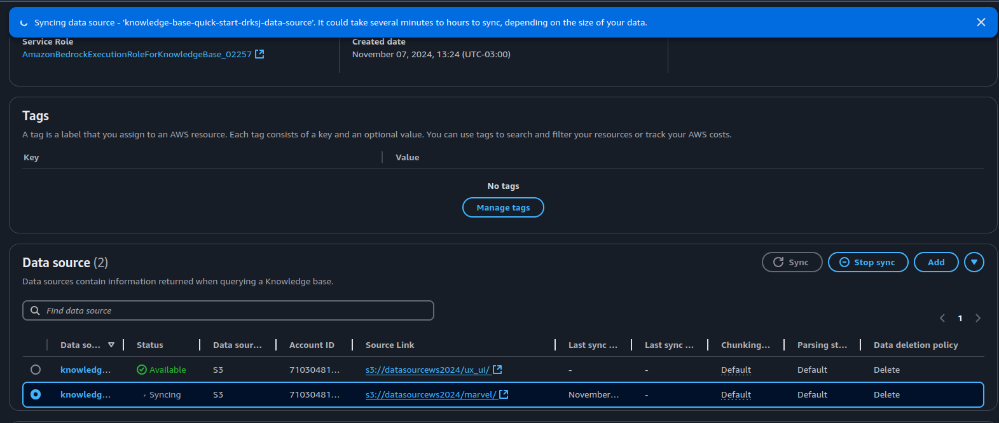 Syncing data source - 'knowledge-base-quick-start-drksj-data-source'. It could take several minutes to hours to sync, depending on the size of your data.
Service Role
Created date
AmazonBedrockExecutionRoleForKnowledgeBase_02257
November 07, 2024, 13:24 (UTC-03:00)
Tags
A tag is a label that you assign to an AWS resource. Each tag consists of a key and an optional value. You can use tags to search and filter your resources or track your AWS costs.
Key
Value
No tags
Manage tags
Data source (2)
Sync
Stop sync
Add
Data sources contain information returned when querying a Knowledge base.
Find data source
1
Data so... Status Data sour... Account ID Source Link Last sync ... Last sync ... Chunking... Parsing st... Data deletion policy
knowledg... Available S3 71030481... s3://datasourcews2024/ux_ui/ - - Default Default Delete
knowledg... Syncing S3 71030481... s3://datasourcews2024/marvel/ November... - Default Default Delete